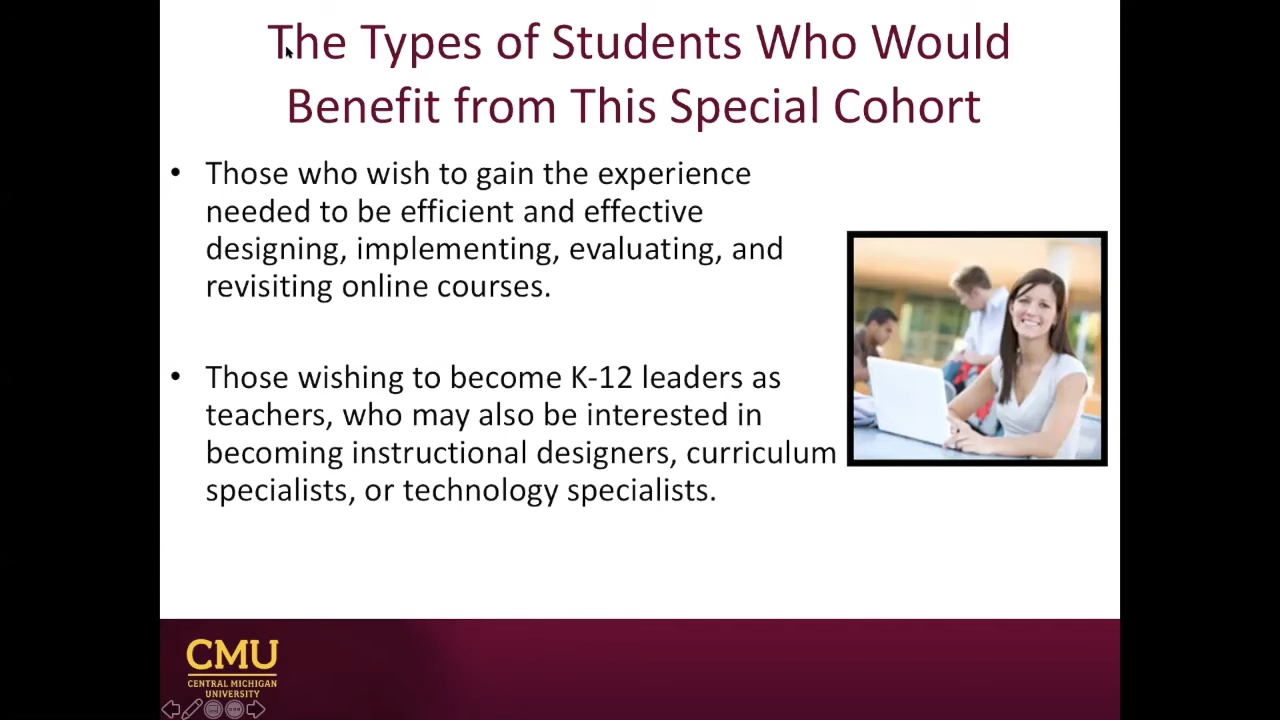 The Types of Students Who Would
Benefit from This Special Cohort
• Those who wish to gain the experience
needed to be efficient and effective
designing, implementing, evaluating, and
revisiting online courses.
• Those wishing to become K-12 leaders as
teachers, who may also be interested in
becoming instructional designers, curriculum
specialists, or technology specialists.
CMU
CENTRAL MICHIGAN
UNIVERSITY